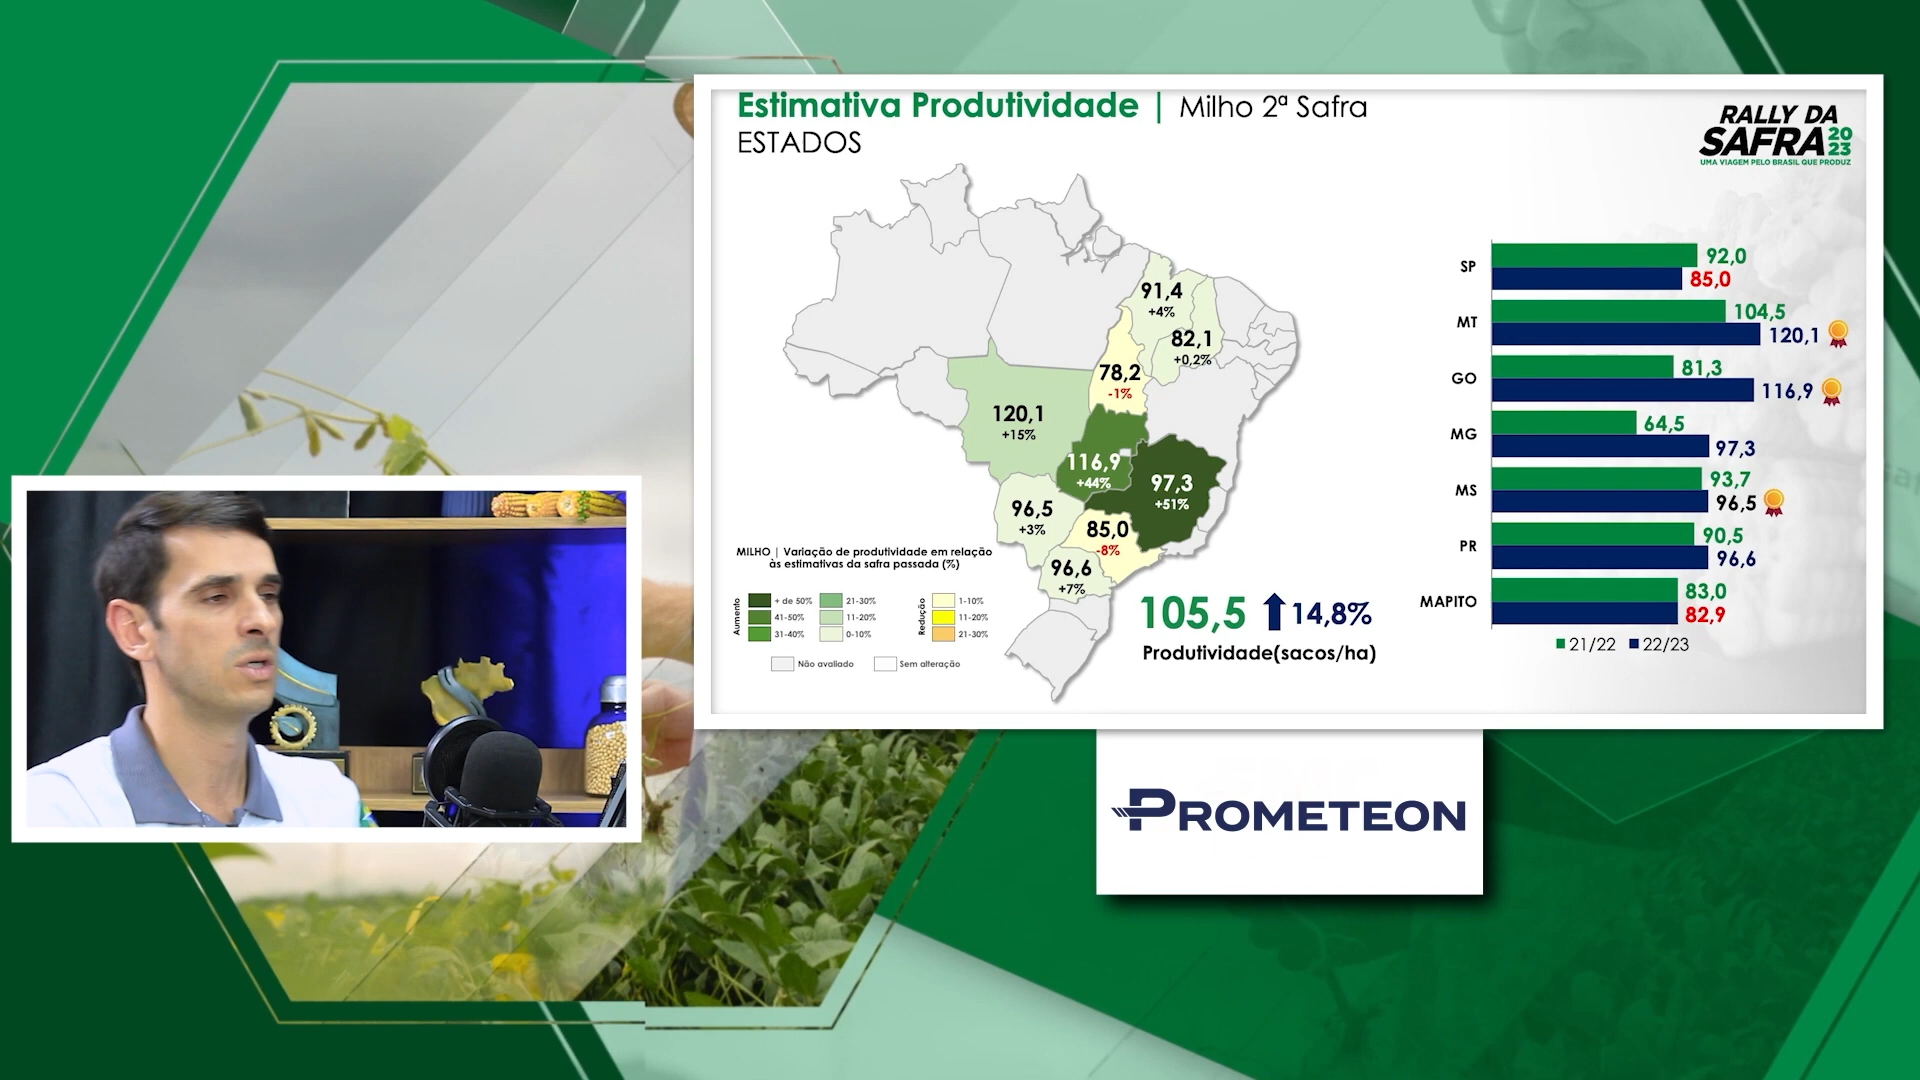 Estimativa Produtividade | Milho 2ª Safra
ESTADOS
RALLY DA
SAFRA 20 23
UMA VIAGEM PELO BRASIL QUE PRODUZ
91,4
+4%
82,1
+0,2%
78,2
-1%
120,1
+15%
116,9
+44%
97,3
+51%
96,5
+3%
85,0
-8%
96,6
+7%
MILHO | Variação de produtividade em relação
às estimativas da safra passada (%)
Aumento
+ de 50%
21-30%
41-50%
11-20%
31-40%
0-10%
Redução
1-10%
11-20%
21-30%
Não avaliado
Sem alteração
105,5 14,8%
Produtividade(sacos/ha)
SP
92,0
85,0
MT
104,5
120,1
GO
81,3
116,9
MG
64,5
97,3
MS
93,7
96,5
PR
90,5
96,6
MAPITO
83,0
82,9
21/22 22/23
PROMETEON